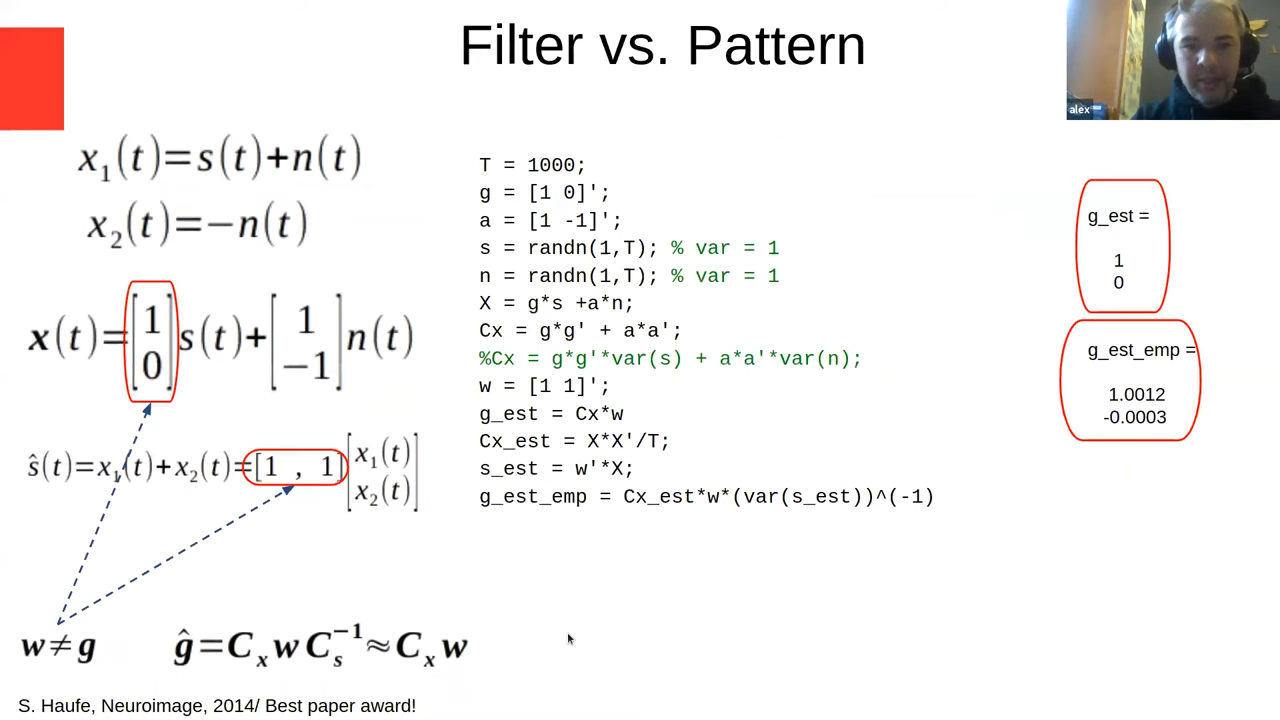 Filter vs. Pattern
alex
x₁(t)=s(t)+n(t)
x₂(t)=−n(t)
x(t)=[1 0]s(t)+[1 −1]n(t)
ŝ(t)=x₁(t)+x₂(t)=[1 , 1][x₁(t) x₂(t)]
w≠g
ĝ=CₓwCₛ⁻¹≈Cₓw
S. Haufe, Neuroimage, 2014/ Best paper award!
T = 1000;
g = [1 0]';
a = [1 -1]';
s = randn(1,T); % var = 1
n = randn(1,T); % var = 1
X = g*s +a*n;
Cx = g*g' + a*a';
%Cx = g*g'*var(s) + a*a'*var(n);
w = [1 1]';
g_est = Cx*w
Cx_est = X*X'/T;
s_est = w'*X;
g_est_emp = Cx_est*w*(var(s_est))^(-1)
g_est =
1
0
g_est_emp =
1.0012
-0.0003